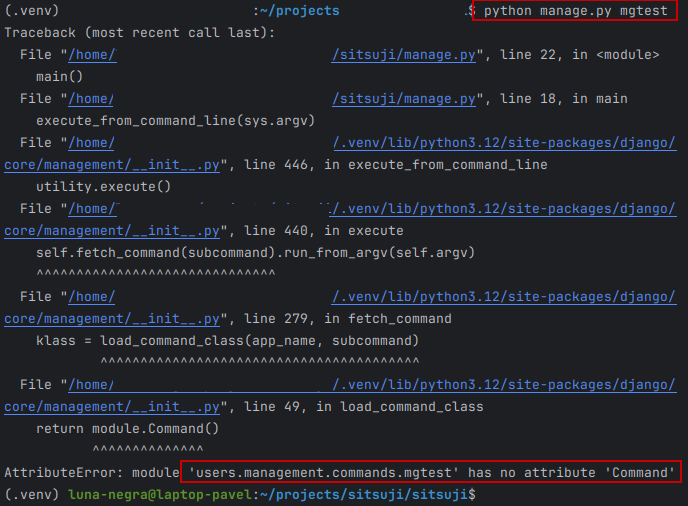 (.venv) :~/projects $ python manage.py mgtest
Traceback (most recent call last):
File "/home/ /sitsuji/manage.py", line 22, in <module>
main()
File "/home/ /sitsuji/manage.py", line 18, in main
execute_from_command_line(sys.argv)
File "/home/ /.venv/lib/python3.12/site-packages/django/
core/management/__init__.py", line 446, in execute_from_command_line
utility.execute()
File "/home/ /.venv/lib/python3.12/site-packages/django/
core/management/__init__.py", line 440, in execute
self.fetch_command(subcommand).run_from_argv(self.argv)
^^^^^^^^^^^^^^^^^^^^^^^^^^^^^^
File "/home/ /.venv/lib/python3.12/site-packages/django/
core/management/__init__.py", line 279, in fetch_command
klass = load_command_class(app_name, subcommand)
^^^^^^^^^^^^^^^^^^^^^^^^^^^^^^^^^^^^^^^^
File "/home/ /.venv/lib/python3.12/site-packages/django/
core/management/__init__.py", line 49, in load_command_class
return module.Command()
^^^^^^^^^^^^^^
AttributeError: module 'users.management.commands.mgtest' has no attribute 'Command'
(.venv) luna-negra@laptop-pavel:~/projects/sitsuji/sitsuji$